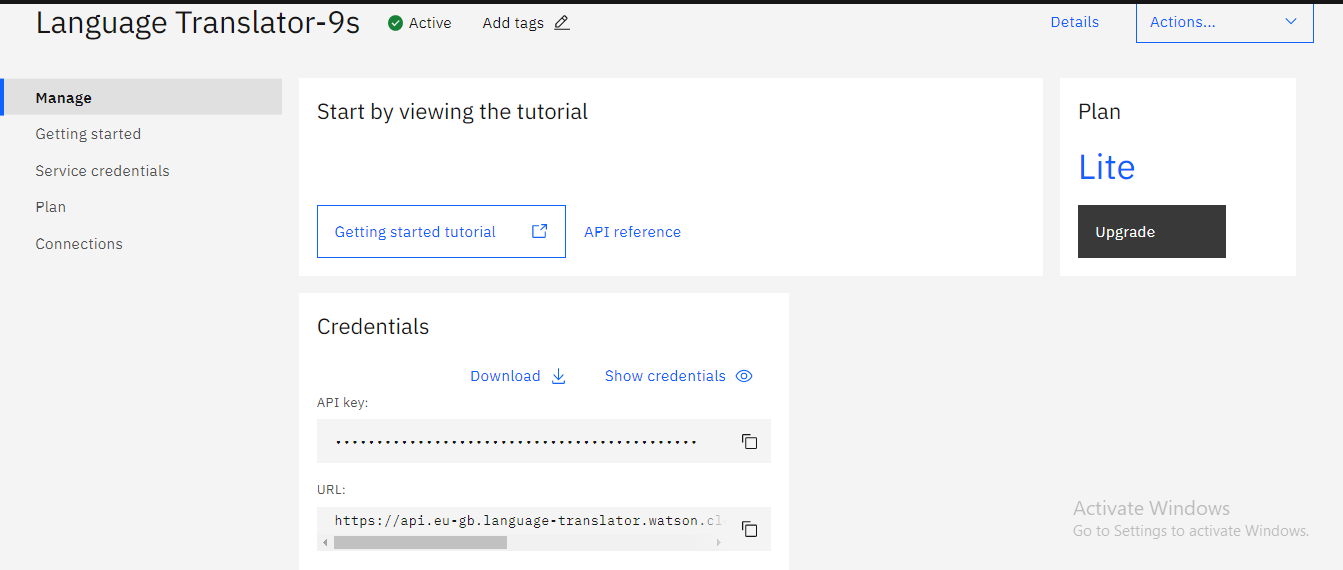 Language Translator-9s
Active
Add tags
Details
Actions...
Manage
Getting started
Service credentials
Plan
Connections
Start by viewing the tutorial
Getting started tutorial
API reference
Plan
Lite
Upgrade
Credentials
Download
Show credentials
API key:
••••••••••••••••••••••••••••••••••••••••••••
URL:
https://api.eu-gb.language-translator.watson.cl
Activate Windows
Go to Settings to activate Windows.